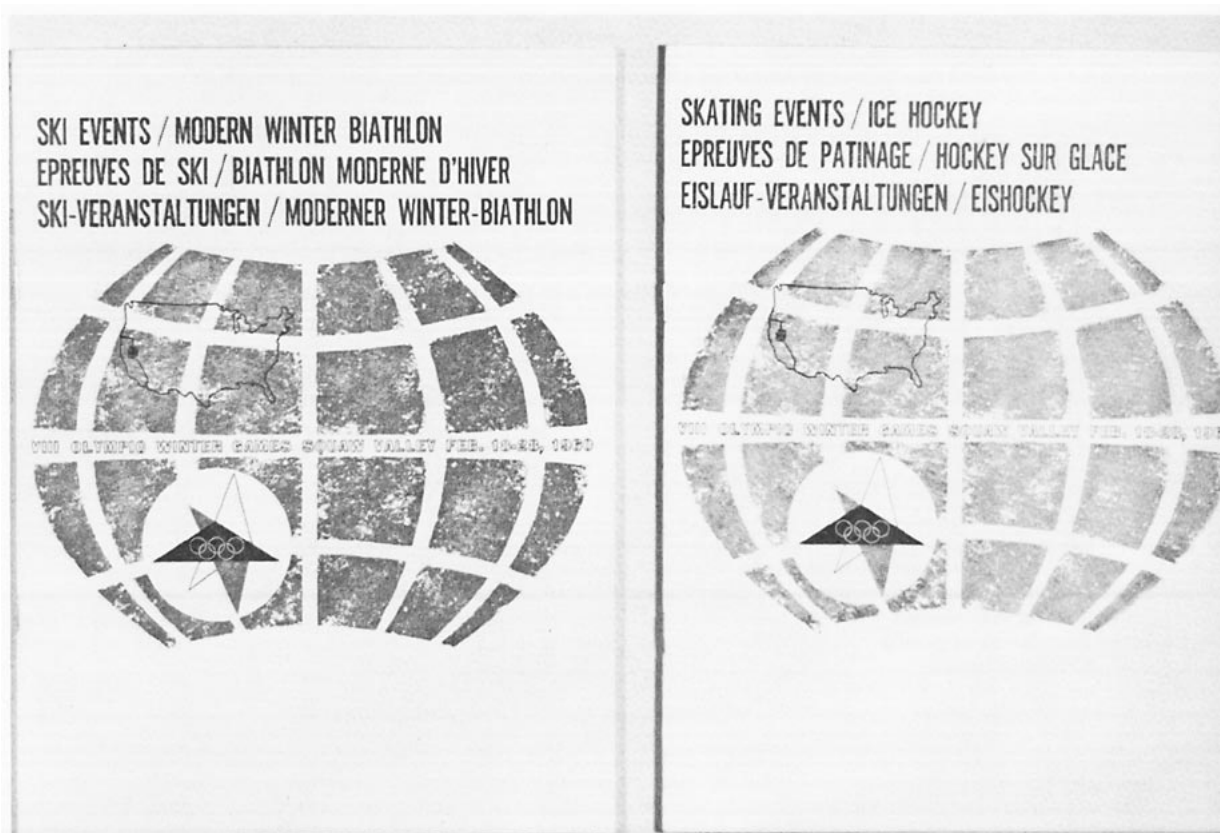 SKI EVENTS / MODERN WINTER BIATHLON
EPREUVES DE SKI / BIATHLON MODERNE D'HIVER
SKI-VERANSTALTUNGEN / MODERNER WINTER-BIATHLON
VIII OLYMPIC WINTER GAMES SQUAW VALLEY FEB. 18-28, 1960
SKATING EVENTS / ICE HOCKEY
EPREUVES DE PATINAGE / HOCKEY SUR GLACE
EISLAUF-VERANSTALTUNGEN / EISHOCKEY
VIII OLYMPIC WINTER GAMES SQUAW VALLEY FEB. 18-28,